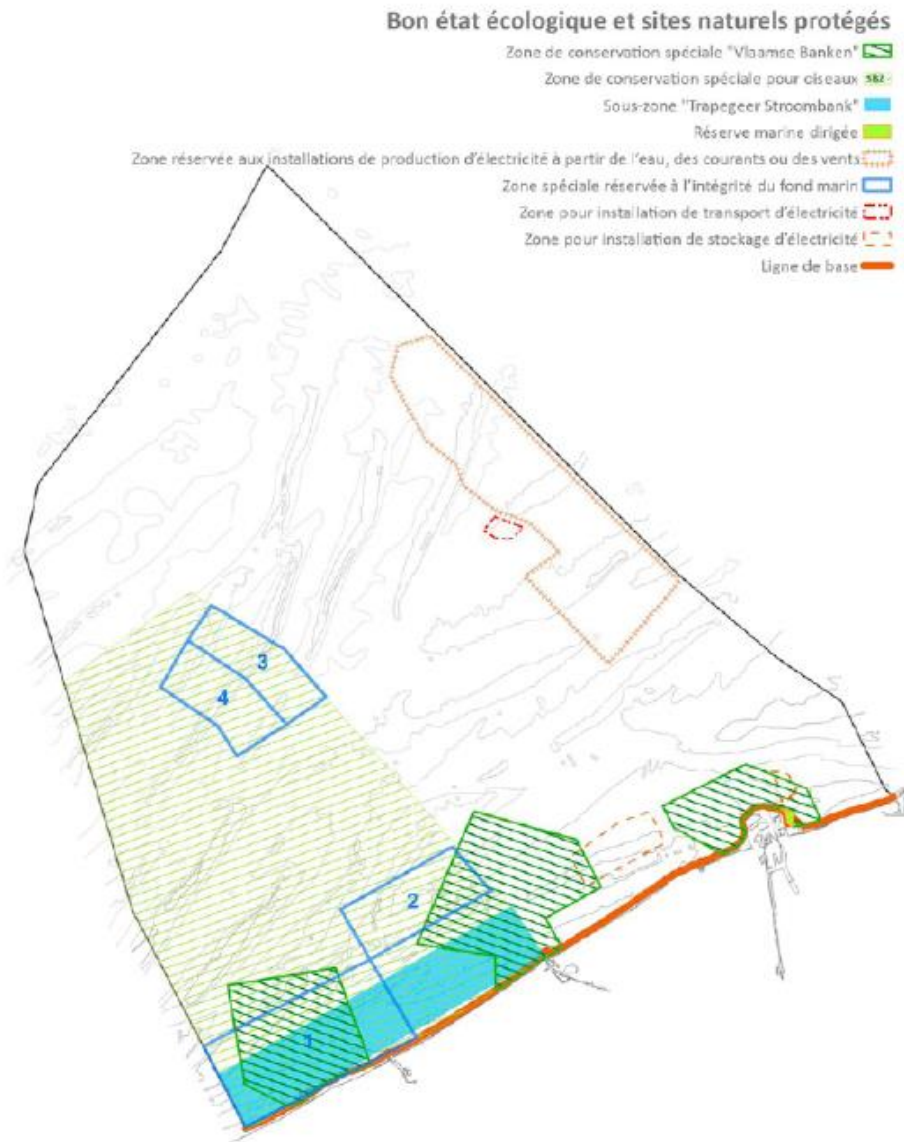 Bon état écologique et sites naturels protégés
Zone de conservation spéciale "Vlaamse Banken"
Zone de conservation spéciale pour oiseaux
Sous-zone "Trapegeer Stroombank"
Réserve marine dirigée
Zone réservée aux installations de production d'électricité à partir de l'eau, des courants ou des vents
Zone spéciale réservée à l'intégrité du fond marin
Zone pour installation de transport d'électricité
Zone pour installation de stockage d'électricité
Ligne de base
3
4
2
1